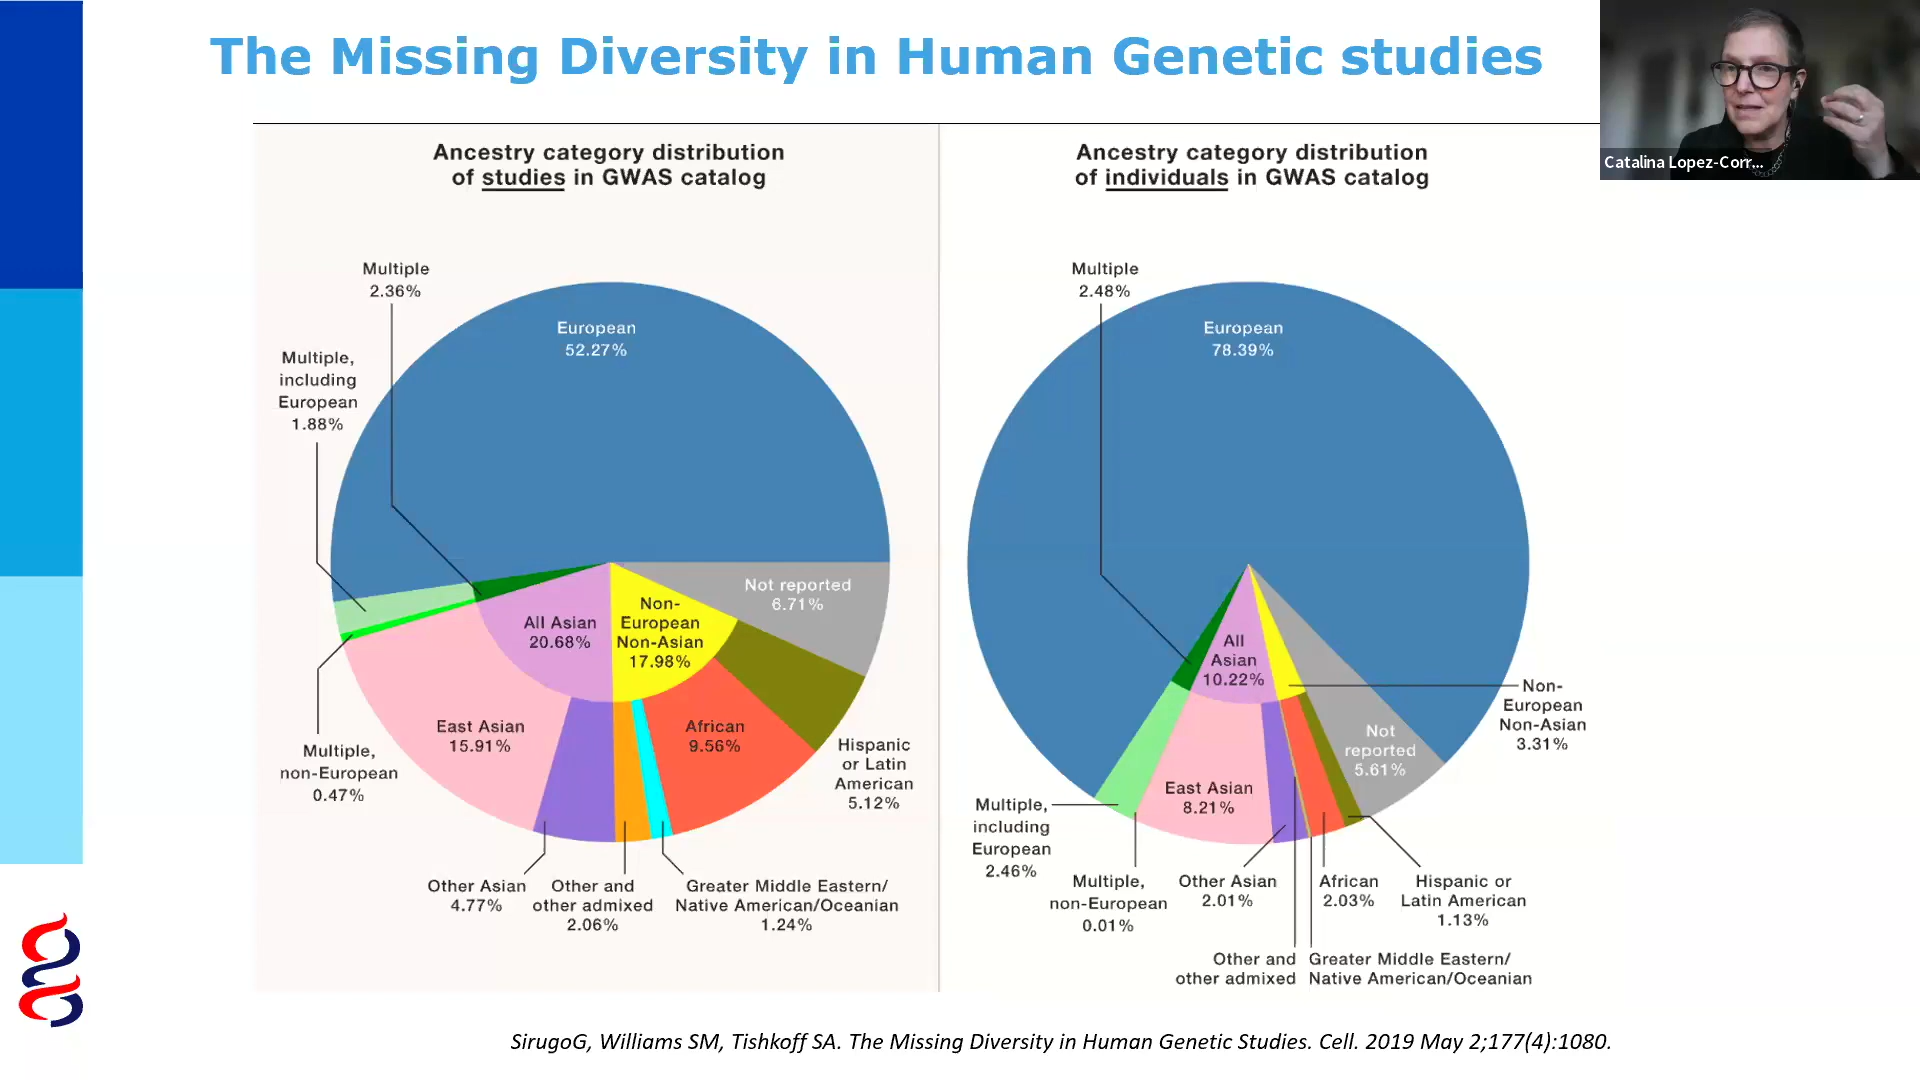 The Missing Diversity in Human Genetic studies
Catalina Lopez-Corr...
Ancestry category distribution
of studies in GWAS catalog
Multiple
2.36%
European
52.27%
Multiple,
including
European
1.88%
Not reported
6.71%
All Asian
20.68%
Non-
European
Non-Asian
17.98%
East Asian
15.91%
African
9.56%
Hispanic
or Latin
American
5.12%
Multiple,
non-European
0.47%
Other Asian
4.77%
Other and
other admixed
2.06%
Greater Middle Eastern/
Native American/Oceanian
1.24%
Ancestry category distribution
of individuals in GWAS catalog
Multiple
2.48%
European
78.39%
All
Asian
10.22%
Non-
European
Non-Asian
3.31%
Not
reported
5.61%
East Asian
8.21%
Multiple,
including
European
2.46%
Multiple,
non-European
0.01%
Other Asian
2.01%
African
2.03%
Hispanic or
Latin American
1.13%
Other and
other admixed
Greater Middle Eastern/
Native American/Oceanian
SirugoG, Williams SM, Tishkoff SA. The Missing Diversity in Human Genetic Studies. Cell. 2019 May 2;177(4):1080.